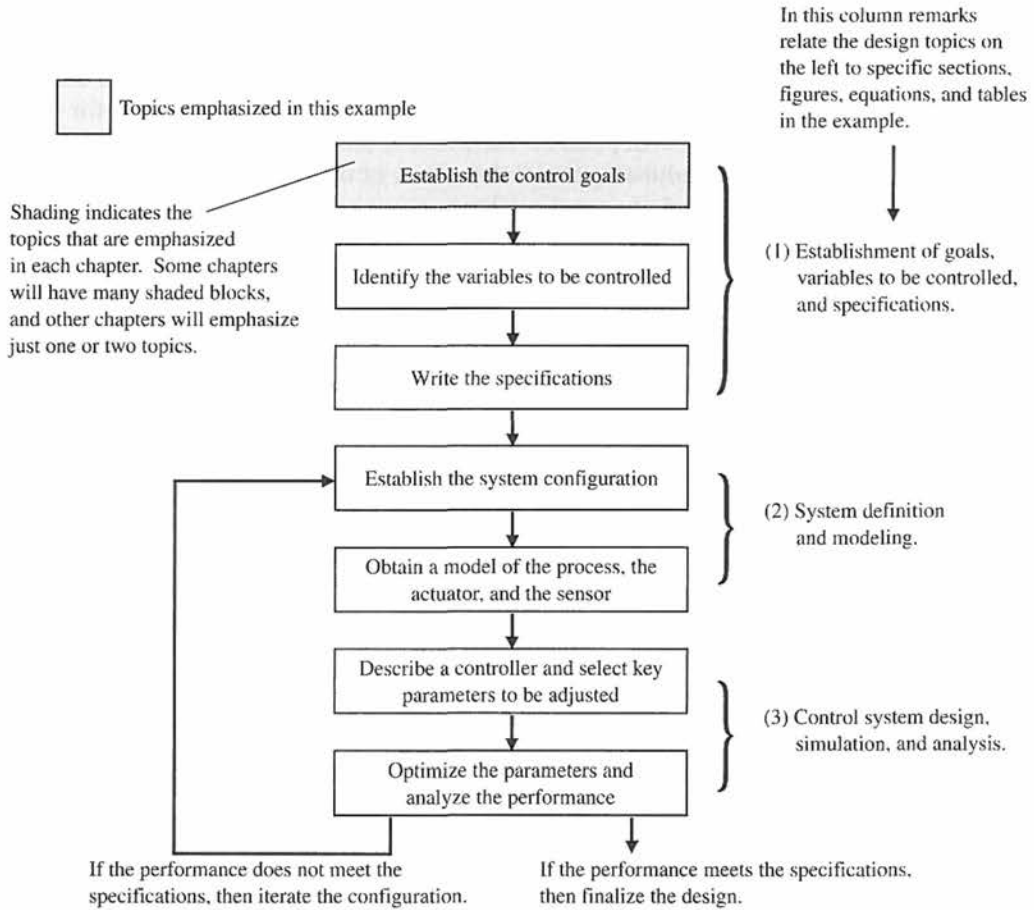 In this column remarks
relate the design topics on
the left to specific sections,
figures, equations, and tables
in the example.
Topics emphasized in this example
Establish the control goals
Shading indicates the
topics that are emphasized
in each chapter. Some chapters
will have many shaded blocks,
and other chapters will emphasize
just one or two topics.
Identify the variables to be controlled
Write the specifications
(1) Establishment of goals,
variables to be controlled,
and specifications.
Establish the system configuration
Obtain a model of the process, the
actuator, and the sensor
(2) System definition
and modeling.
Describe a controller and select key
parameters to be adjusted
Optimize the parameters and
analyze the performance
(3) Control system design,
simulation, and analysis.
If the performance does not meet the
specifications, then iterate the configuration.
If the performance meets the specifications,
then finalize the design.